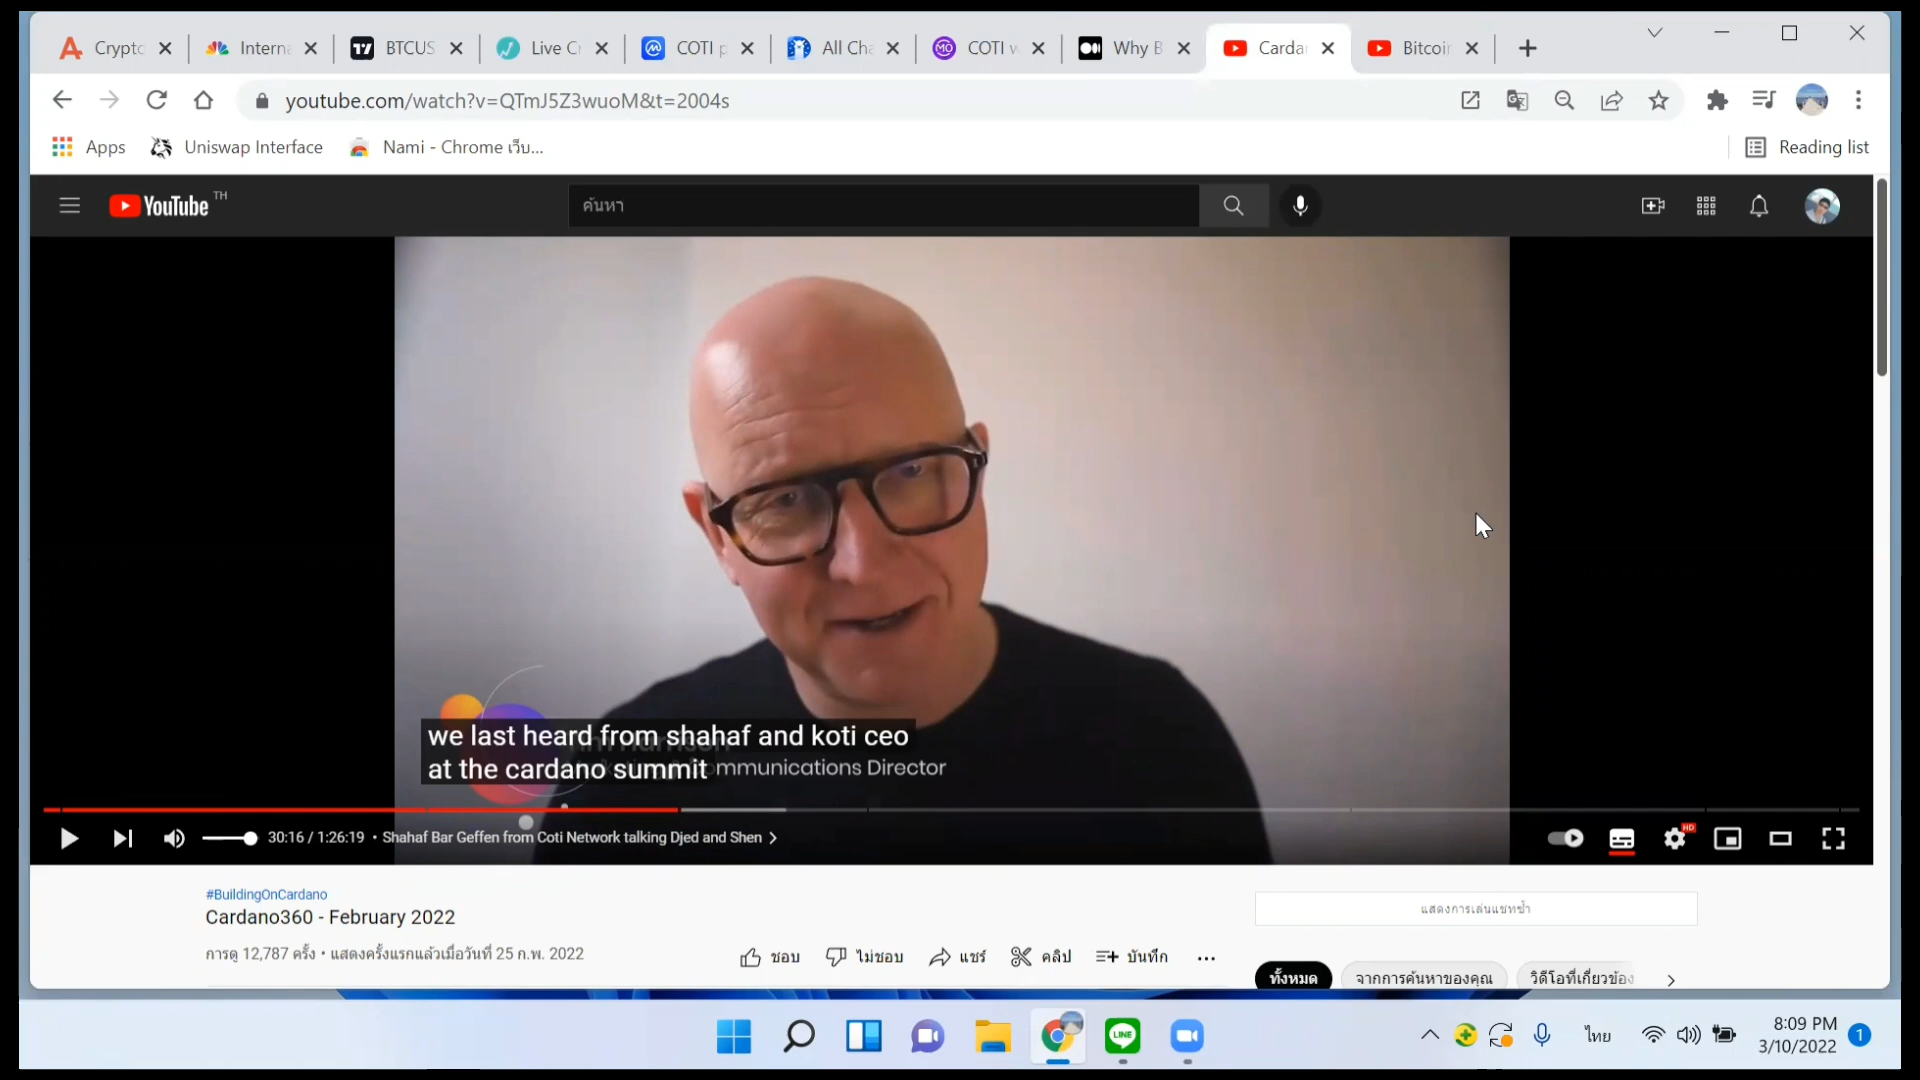 Crypto
Interna
BTCUS
Live C
COTI p
All Cha
COTI w
Why B
Cardar
Bitcoin
youtube.com/watch?v=QTmJ5Z3wuoM&t=2004s
Apps
Uniswap Interface
Nami - Chrome เว็บ...
Reading list
YouTube TH
ค้นหา
we last heard from shahaf and koti ceo
at the cardano summit
mmunications Director
30:16 / 1:26:19 • Shahaf Bar Geffen from Coti Network talking Djed and Shen
HD
#BuildingOnCardano
Cardano360 - February 2022
การดู 12,787 ครั้ง • แสดงครั้งแรกแล้วเมื่อวันที่ 25 ก.พ. 2022
ชอบ
ไม่ชอบ
แชร์
คลิป
บันทึก
แสดงการเล่นแชทซ้ำ
ทั้งหมด
จากการค้นหาของคุณ
วิดีโอที่เกี่ยวข้อง
LINE
ไทย
8:09 PM
3/10/2022
1